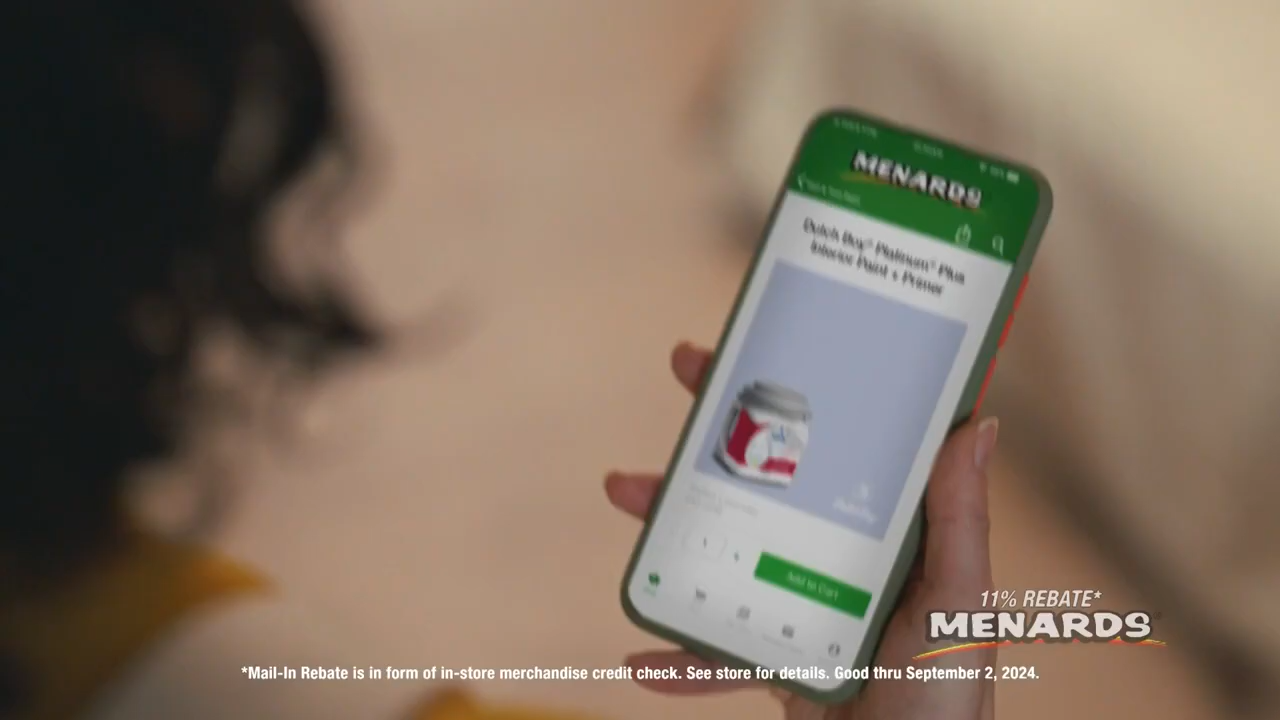 MENARDS
Dutch Boy® Platinum® Plus
Interior Paint + Primer
1
Add to Cart
11% REBATE*
MENARDS®
*Mail-In Rebate is in form of in-store merchandise credit check. See store for details. Good thru September 2, 2024.